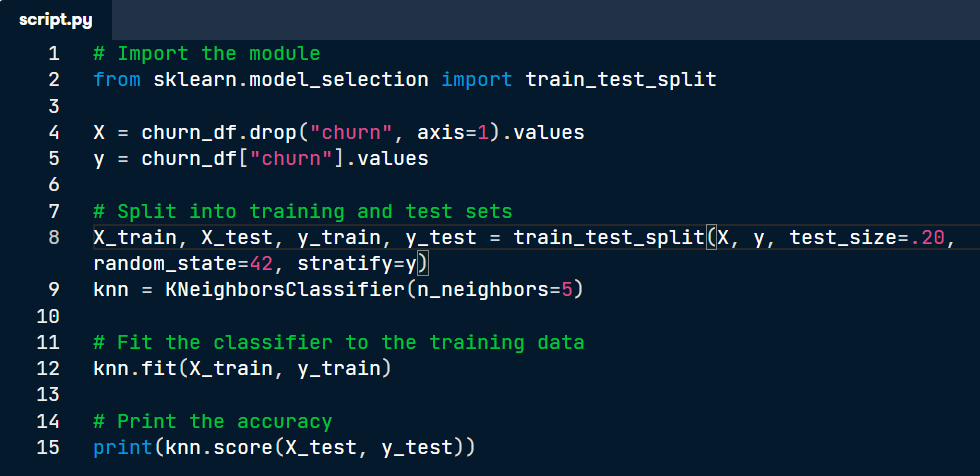 script.py
1 # Import the module
2 from sklearn.model_selection import train_test_split
3
4 X = churn_df.drop("churn", axis=1).values
5 y = churn_df["churn"].values
6
7 # Split into training and test sets
8 X_train, X_test, y_train, y_test = train_test_split(X, y, test_size=.20,
random_state=42, stratify=y)
9 knn = KNeighborsClassifier(n_neighbors=5)
10
11 # Fit the classifier to the training data
12 knn.fit(X_train, y_train)
13
14 # Print the accuracy
15 print(knn.score(X_test, y_test))